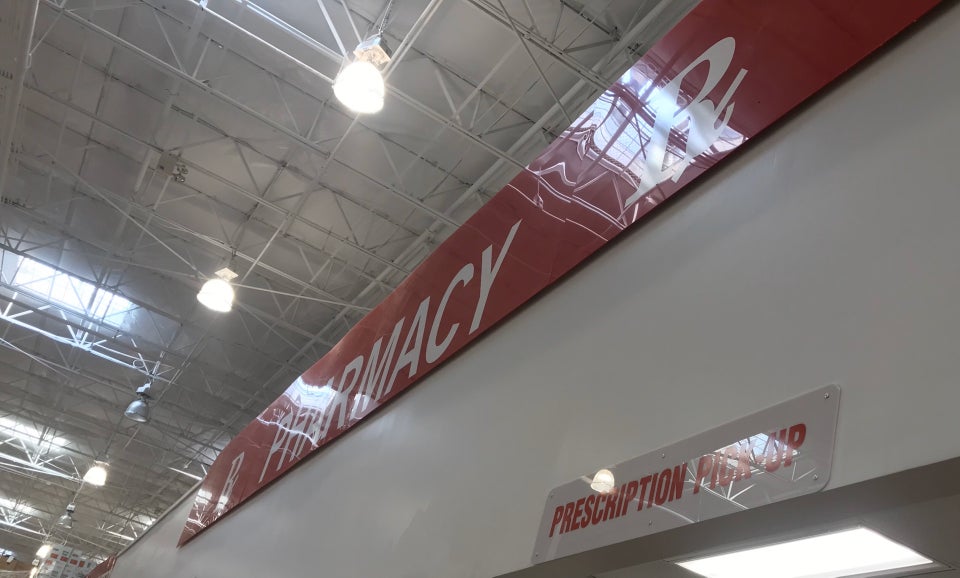 ℞ PHARMACY ℞
PRESCRIPTION PICK-UP